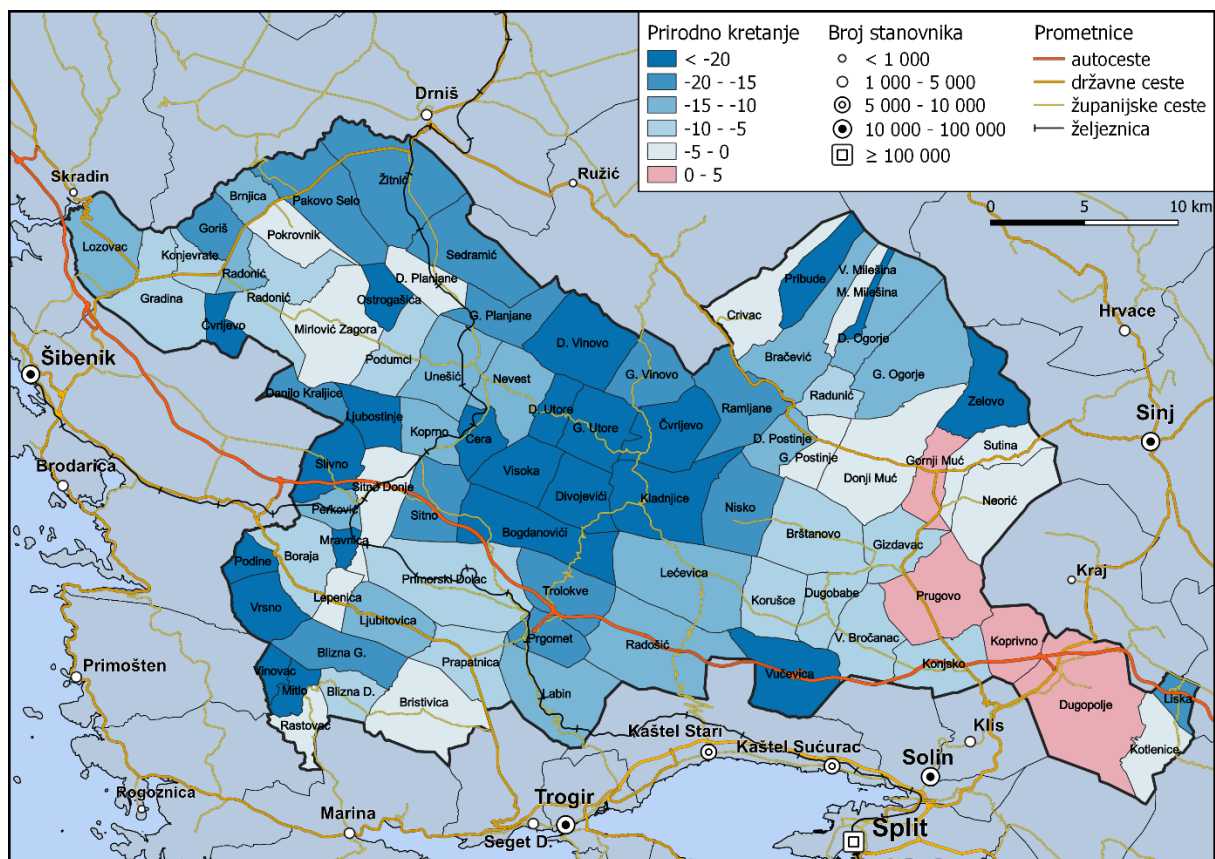 Prirodno kretanje
< -20
-20 - -15
-15 - -10
-10 - -5
-5 - 0
0 - 5
Broj stanovnika
< 1 000
1 000 - 5 000
5 000 - 10 000
10 000 - 100 000
≥ 100 000
Prometnice
autoceste
državne ceste
županijske ceste
željeznica
0 5 10 km
Drniš
Ružić
Skradin
Žitnić
Brnjica
Pakovo Selo
Goriš
Pokrovnik
Lozovac
Konjevrate
Radonić
Sedramić
D. Planjane
Pribude
V. Milešina
M. Milešina
Gradina
Radonić
Ostrogašica
Crivac
Čvrljevo
Mirlović Zagora
G. Planjane
D. Ogorje
Hrvace
Šibenik
Podumci
D. Vinovo
Bračević
Unešić
Nevest
G. Vinovo
G. Ogorje
Danilo Kraljice
Radunić
Zelovo
Ljubostinje
D. Utore
Ramljane
Koprno
G. Utore
Čvrljevo
Sinj
Cera
D. Postinje
Sutina
G. Postinje
Gornji Muć
Brodarica
Slivno
Visoka
Donji Muć
Sitno Donje
Divojevići
Kladnjice
Neorić
Perković
Sitno
Nisko
Bogdanovići
Brštanovo
Mravnica
Gizdavac
Boraja
Podine
Primorski Dolac
Lećevica
Kraj
Trolokve
Vrsno
Lepenica
Korušce
Dugobabe
Prugovo
Ljubitovica
Prgomet
Radošić
V. Broćanac
Koprivno
Blizna G.
Primošten
Vinovac
Prapatnica
Vučevica
Konjsko
Mitlo
Blizna D.
Bristivica
Labin
Liska
Dugopolje
Rastovac
Klis
Kaštel Stari
Kaštel Sućurac
Kotlenice
Solin
Rogoznica
Marina
Trogir
Seget D.
Split